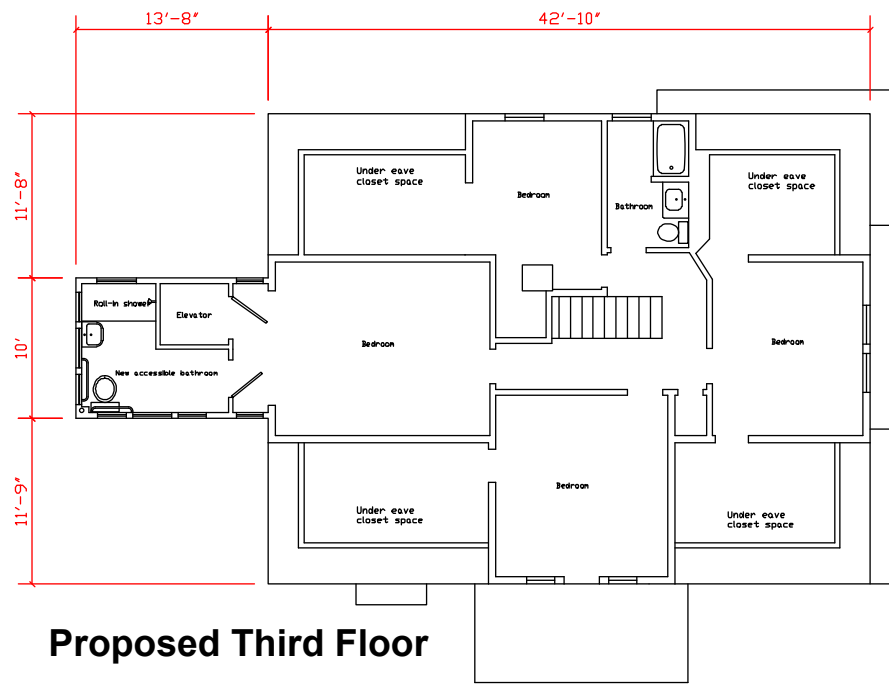 13'-8"
42'-10"
11'-8"
Under eave
closet space
Under eave
closet space
Bedroom
Bathroom
Roll-in shower
Elevator
10'
Bedroom
Bedroom
New accessible bathroom
Bedroom
11'-9"
Under eave
closet space
Under eave
closet space
Proposed Third Floor